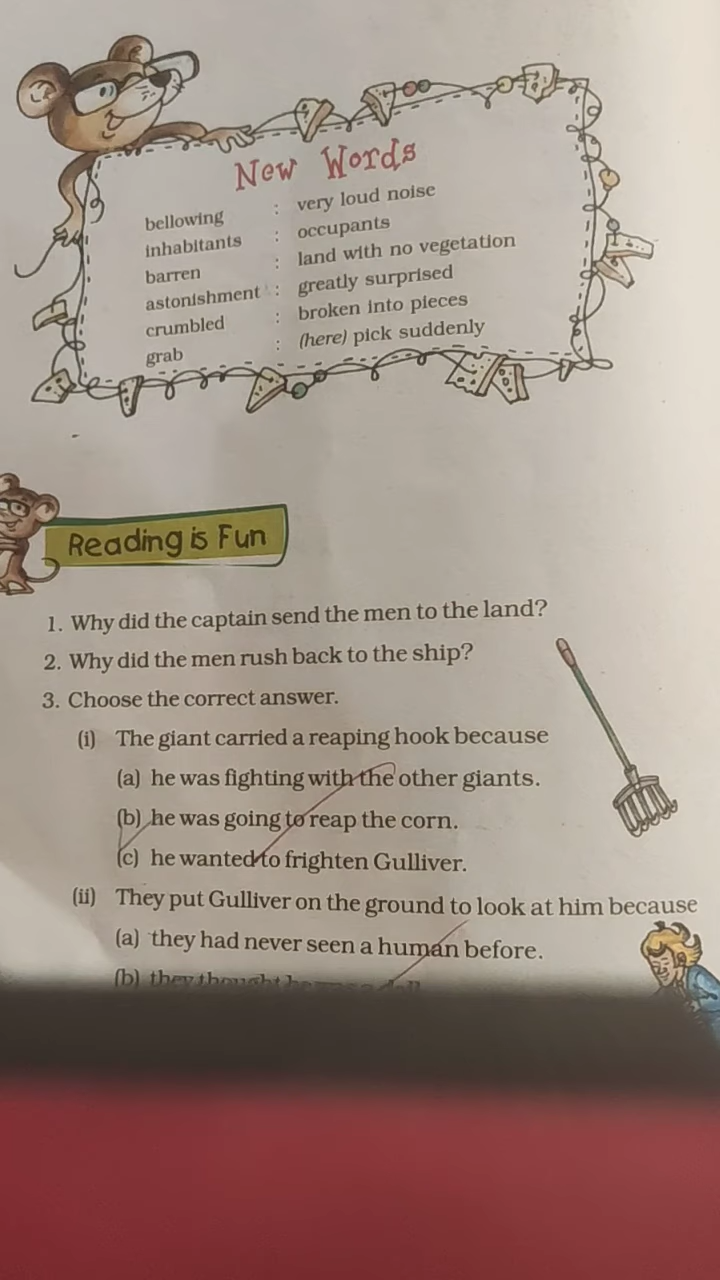 New Words
bellowing : very loud noise
inhabitants : occupants
barren : land with no vegetation
astonishment : greatly surprised
crumbled : broken into pieces
grab : (here) pick suddenly
Reading is Fun
1. Why did the captain send the men to the land?
2. Why did the men rush back to the ship?
3. Choose the correct answer.
(i) The giant carried a reaping hook because
(a) he was fighting with the other giants.
(b) he was going to reap the corn.
(c) he wanted to frighten Gulliver.
(ii) They put Gulliver on the ground to look at him because
(a) they had never seen a human before.
(b) they thought he was a doll